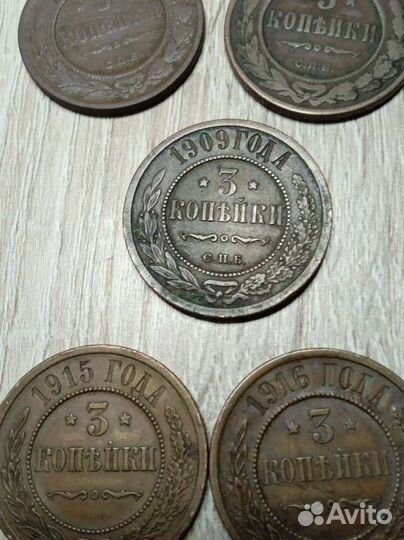 3
КОПѢЙКИ
С.П.Б.
3
КОПѢЙКИ
С.П.Б.
1909 ГОДА
3
КОПѢЙКИ
С.П.Б.
1915 ГОДА
3
КОПѢЙКИ
1916 ГОДА
3
КОПѢЙКИ
Avito